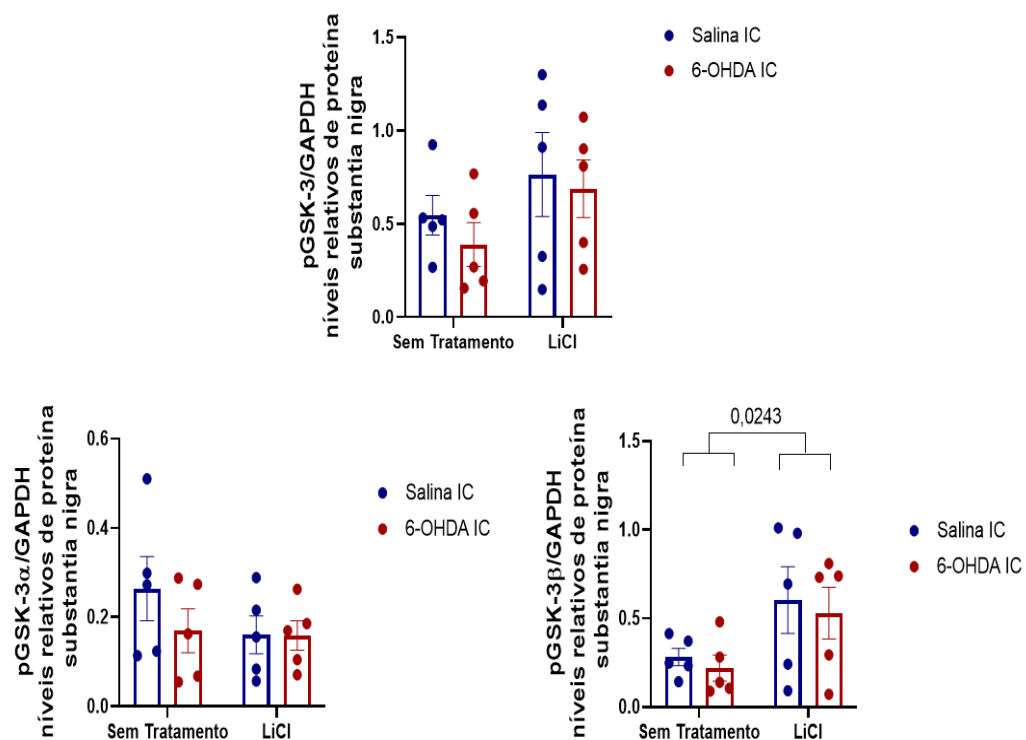 pGSK-3/GAPDH
níveis relativos de proteína
substantia nigra
1.5
1.0
0.5
0.0
Sem Tratamento
LiCl
Salina IC
6-OHDA IC
pGSK-3α/GAPDH
níveis relativos de proteína
substantia nigra
0.6
0.4
0.2
0.0
Sem Tratamento
LiCl
Salina IC
6-OHDA IC
pGSK-3β/GAPDH
níveis relativos de proteína
substantia nigra
1.5
1.0
0.5
0.0
0,0243
Sem Tratamento
LiCl
Salina IC
6-OHDA IC